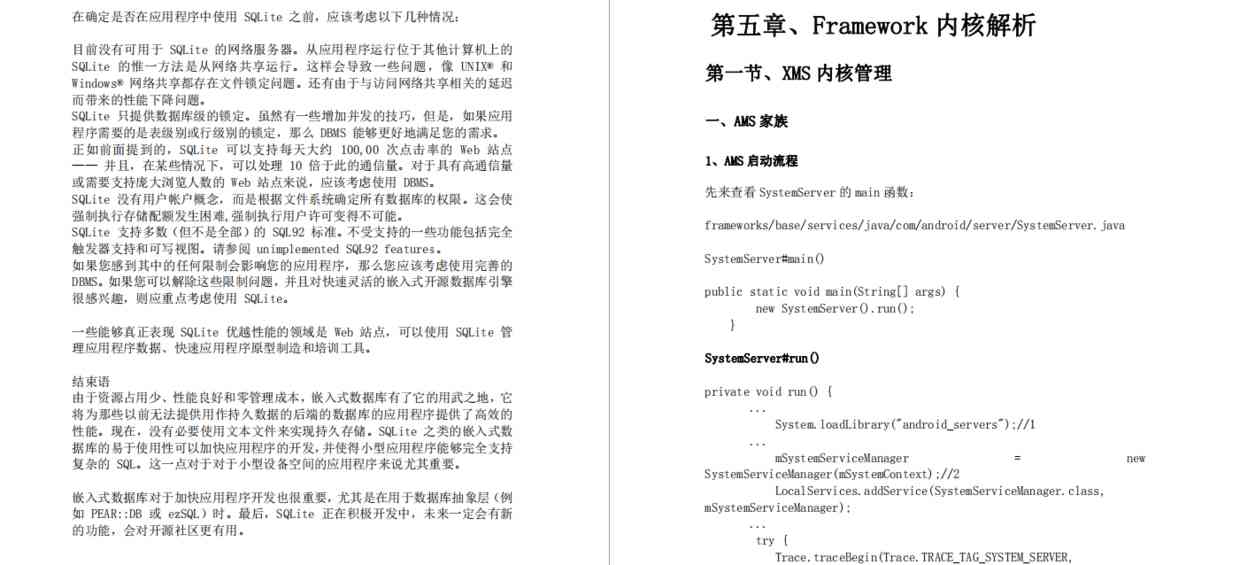 在确定是否在应用程序中使用 SQLite 之前，应该考虑以下几种情况：
目前没有可用于 SQLite 的网络服务器。从应用程序运行位于其他计算机上的
SQLite 的惟一方法是从网络共享运行。这样会导致一些问题，像 UNIX® 和
Windows® 网络共享都存在文件锁定问题。还有由于与访问网络共享相关的延迟
而带来的性能下降问题。
SQLite 只提供数据库级的锁定。虽然有一些增加并发的技巧，但是，如果应用
程序需要的是表级别或行级别的锁定，那么 DBMS 能够更好地满足您的需求。
正如前面提到的，SQLite 可以支持每天大约 100,00 次点击率的 Web 站点
—— 并且，在某些情况下，可以处理 10 倍于此的通信量。对于具有高通信量
或需要支持庞大浏览人数的 Web 站点来说，应该考虑使用 DBMS。
SQLite 没有用户帐户概念，而是根据文件系统确定所有数据库的权限。这会使
强制执行存储配额发生困难,强制执行用户许可变得不可能。
SQLite 支持多数（但不是全部）的 SQL92 标准。不受支持的一些功能包括完全
触发器支持和可写视图。请参阅 unimplemented SQL92 features。
如果您感到其中的任何限制会影响您的应用程序，那么您应该考虑使用完善的
DBMS。如果您可以解除这些限制问题，并且对快速灵活的嵌入式开源数据库引擎
很感兴趣，则应重点考虑使用 SQLite。
一些能够真正表现 SQLite 优越性能的领域是 Web 站点，可以使用 SQLite 管
理应用程序数据、快速应用程序原型制造和培训工具。
结束语
由于资源占用少、性能良好和零管理成本，嵌入式数据库有了它的用武之地，它
将为那些以前无法提供用作持久数据的后端的数据库的应用程序提供了高效的
性能。现在，没有必要使用文本文件来实现持久存储。SQLite 之类的嵌入式数
据库的易于使用性可以加快应用程序的开发，并使得小型应用程序能够完全支持
复杂的 SQL。这一点对于对于小型设备空间的应用程序来说尤其重要。
嵌入式数据库对于加快应用程序开发也很重要，尤其是在用于数据库抽象层（例
如 PEAR::DB 或 ezSQL）时。最后，SQLite 正在积极开发中，未来一定会有新
的功能，会对开源社区更有用。
第五章、Framework 内核解析
第一节、XMS 内核管理
一、AMS 家族
1、AMS 启动流程
先来查看 SystemServer 的 main 函数：
frameworks/base/services/java/com/android/server/SystemServer.java
SystemServer#main()
public static void main(String[] args) {
new SystemServer().run();
}
SystemServer#run()
private void run() {
...
System.loadLibrary("android_servers");//1
...
mSystemServiceManager = new
SystemServiceManager(mSystemContext);//2
LocalServices.addService(SystemServiceManager.class,
mSystemServiceManager);
...
try {
Trace.traceBegin(Trace.TRACE_TAG_SYSTEM_SERVER,